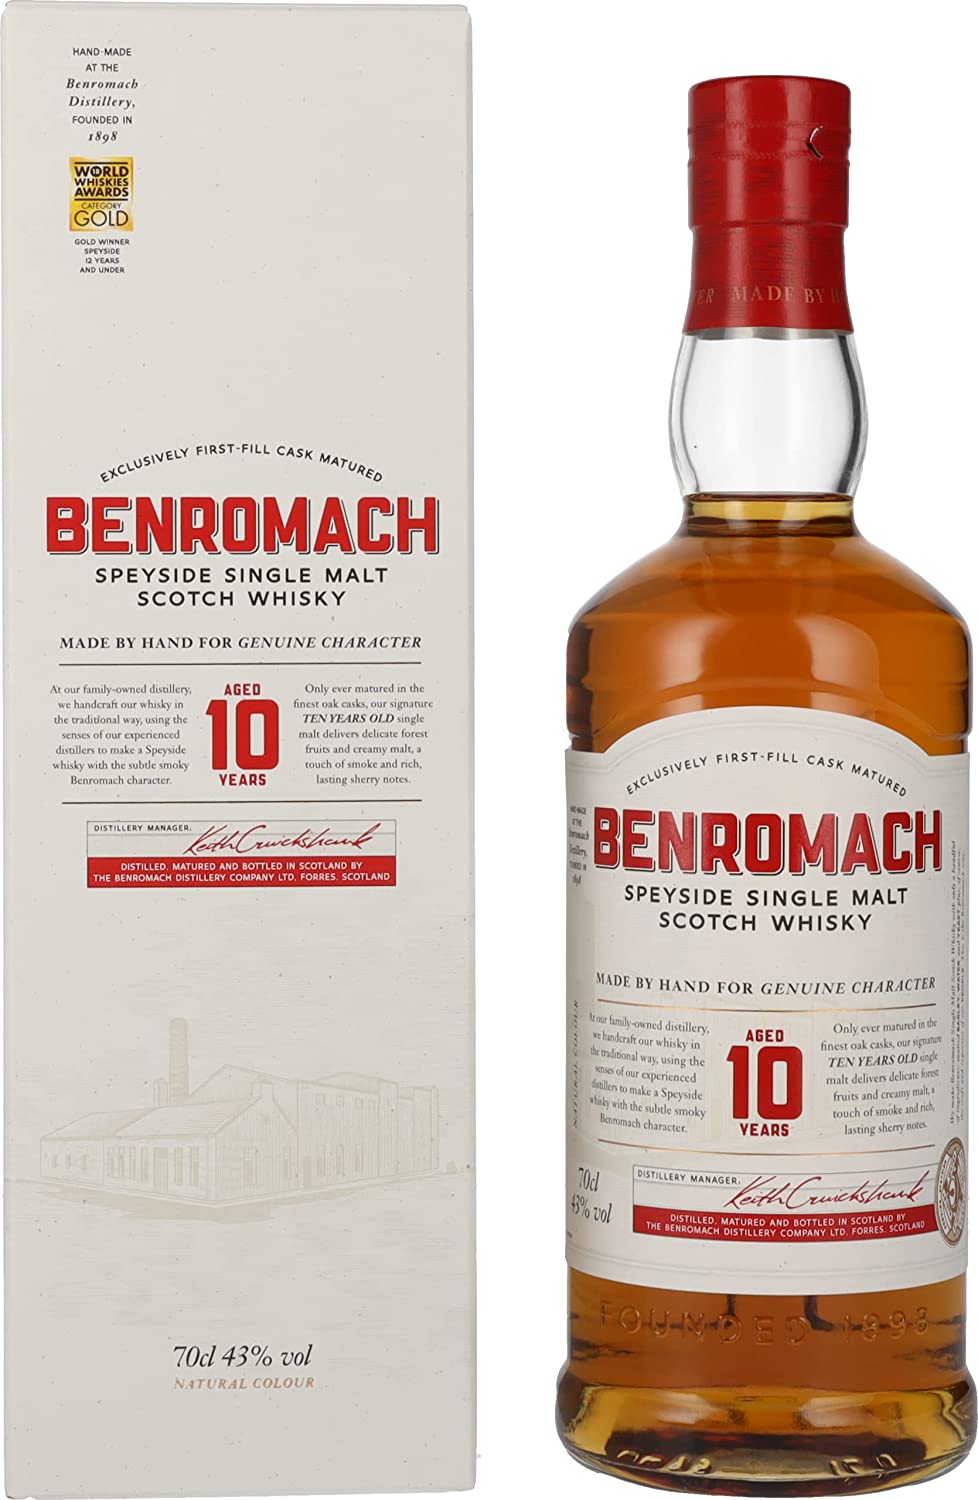 HAND-MADE
AT THE
Benromach
Distillery,
FOUNDED IN
1898
WORLD
WHISKIES
AWARDS
CATEGORY
GOLD
GOLD WINNER
SPEYSIDE
12 YEARS
AND UNDER
EXCLUSIVELY FIRST-FILL CASK MATURED
BENROMACH
SPEYSIDE SINGLE MALT
SCOTCH WHISKY
MADE BY HAND FOR GENUINE CHARACTER
At our family-owned distillery,
we handcraft our whisky in
the traditional way, using the
senses of our experienced
distillers to make a Speyside
whisky with the subtle smoky
Benromach character.
AGED
10
YEARS
Only ever matured in the
finest oak casks, our signature
TEN YEARS OLD single
malt delivers delicate forest
fruits and creamy malt, a
touch of smoke and rich,
lasting sherry notes.
DISTILLERY MANAGER.
Keith Cruickshank
DISTILLED, MATURED AND BOTTLED IN SCOTLAND BY
THE BENROMACH DISTILLERY COMPANY LTD. FORRES, SCOTLAND
70cl 43% vol
NATURAL COLOUR
MADE BY
EXCLUSIVELY FIRST-FILL CASK MATURED
HAND-MADE
AT THE
Benromach
Distillery,
FOUNDED IN
1898
BENROMACH
SPEYSIDE SINGLE MALT
SCOTCH WHISKY
MADE BY HAND FOR GENUINE CHARACTER
At our family-owned distillery,
we handcraft our whisky in
the traditional way, using the
senses of our experienced
distillers to make a Speyside
whisky with the subtle smoky
Benromach character.
AGED
10
YEARS
Only ever matured in the
finest oak casks, our signature
TEN YEARS OLD single
malt delivers delicate forest
fruits and creamy malt, a
touch of smoke and rich,
lasting sherry notes.
NATURAL COLOUR
70cl
43% vol
DISTILLERY MANAGER.
Keith Cruickshank
DISTILLED, MATURED AND BOTTLED IN SCOTLAND BY
THE BENROMACH DISTILLERY COMPANY LTD. FORRES, SCOTLAND
FOUNDED 1898